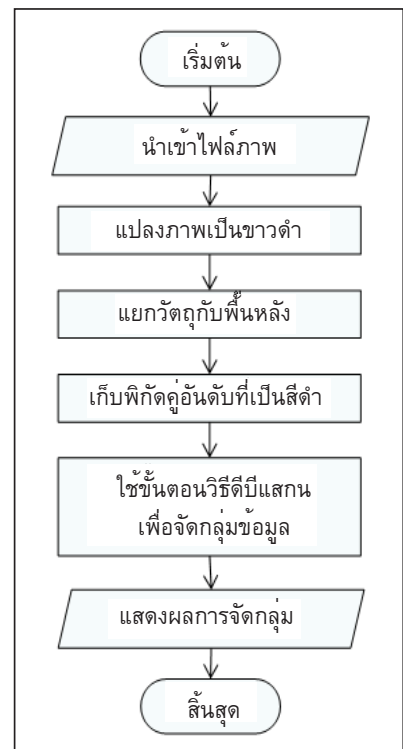 เริ่มต้น
นำเข้าไฟล์ภาพ
แปลงภาพเป็นขาวดำ
แยกวัตถุกับพื้นหลัง
เก็บพิกัดคู่อันดับที่เป็นสีดำ
ใช้ขั้นตอนวิธีดีบีแสกน
เพื่อจัดกลุ่มข้อมูล
แสดงผลการจัดกลุ่ม
สิ้นสุด